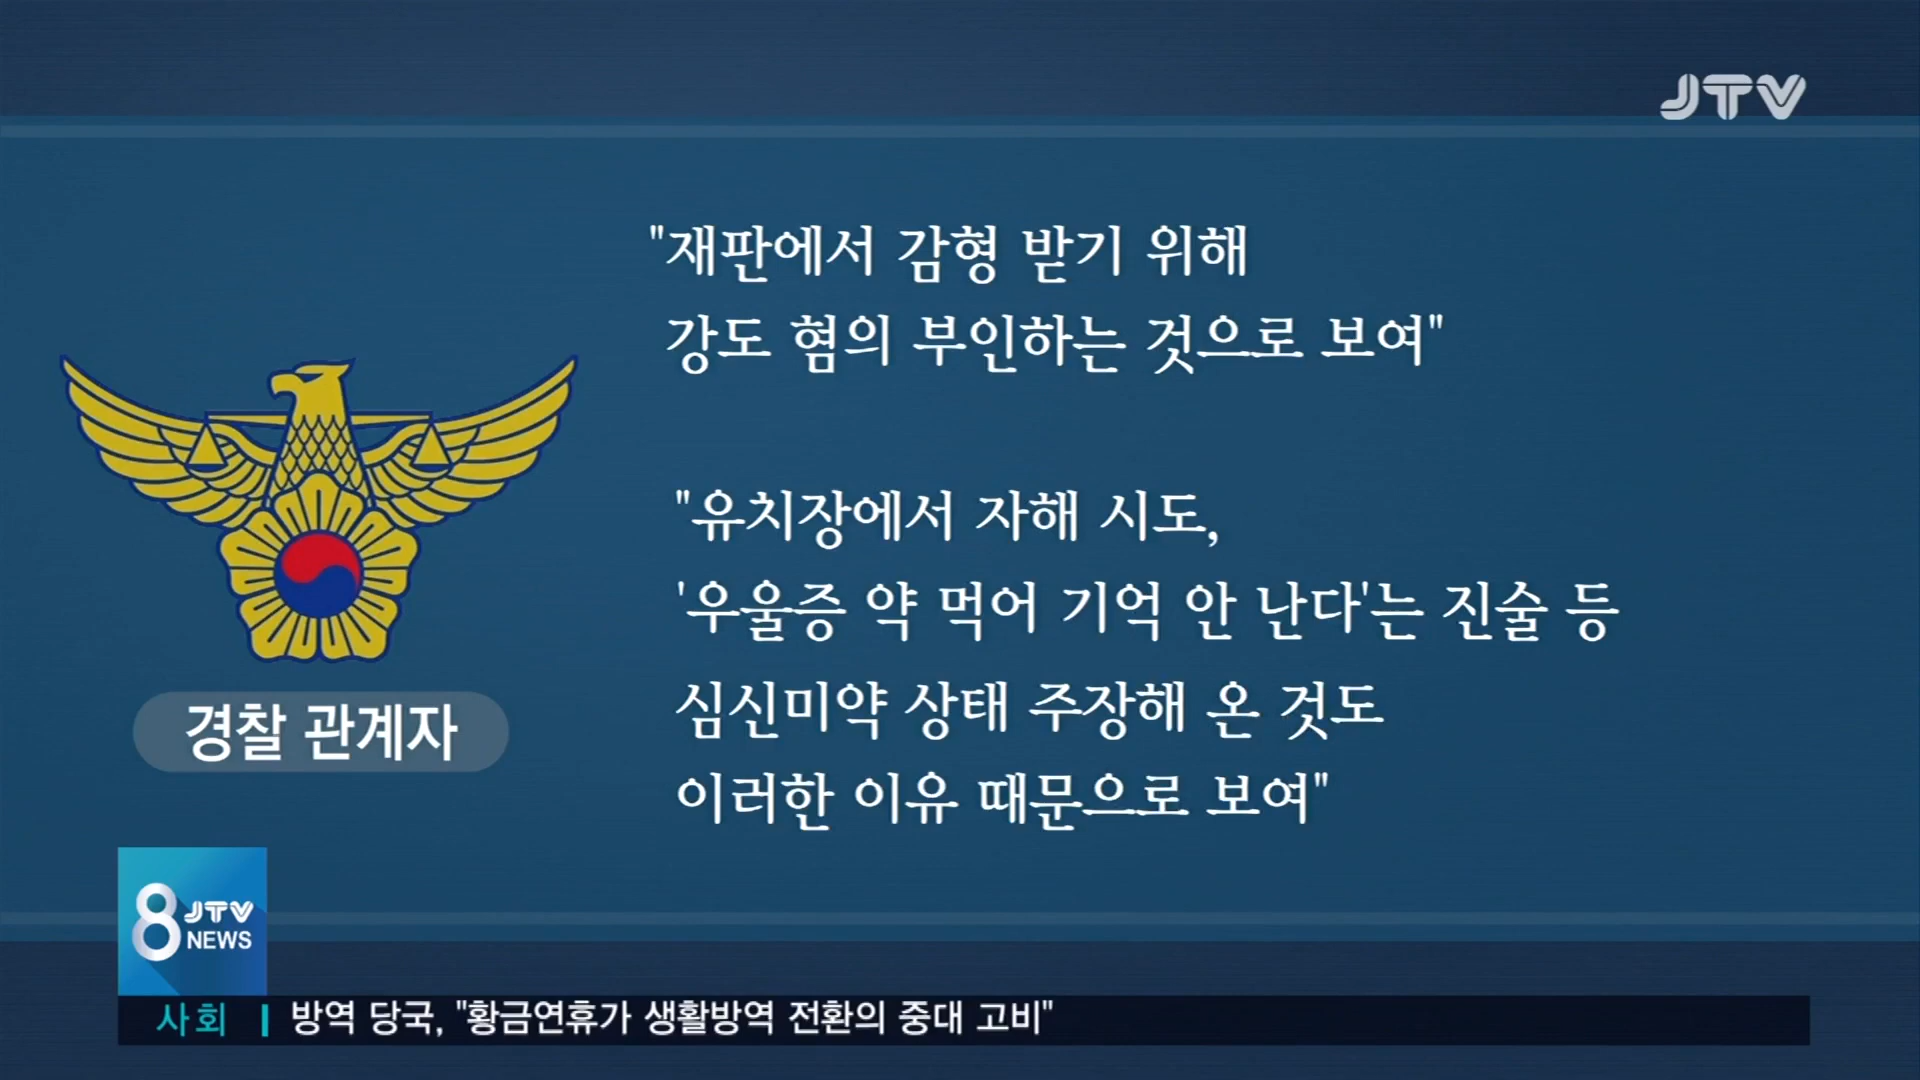 JTV
"재판에서 감형 받기 위해
강도 혐의 부인하는 것으로 보여"
"유치장에서 자해 시도,
'우울증 약 먹어 기억 안 난다'는 진술 등
심신미약 상태 주장해 온 것도
이러한 이유 때문으로 보여"
경찰 관계자
8 JTV
NEWS
사회 | 방역 당국, "황금연휴가 생활방역 전환의 중대 고비"